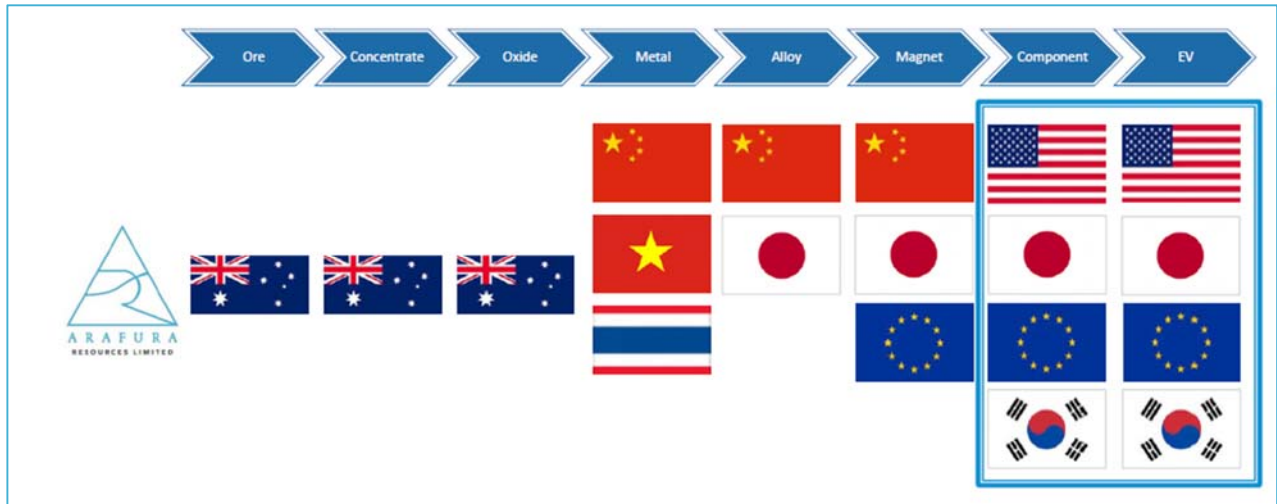 Ore
Concentrate
Oxide
Metal
Alloy
Magnet
Component
EV
ARAFURA
RESOURCES LIMITED